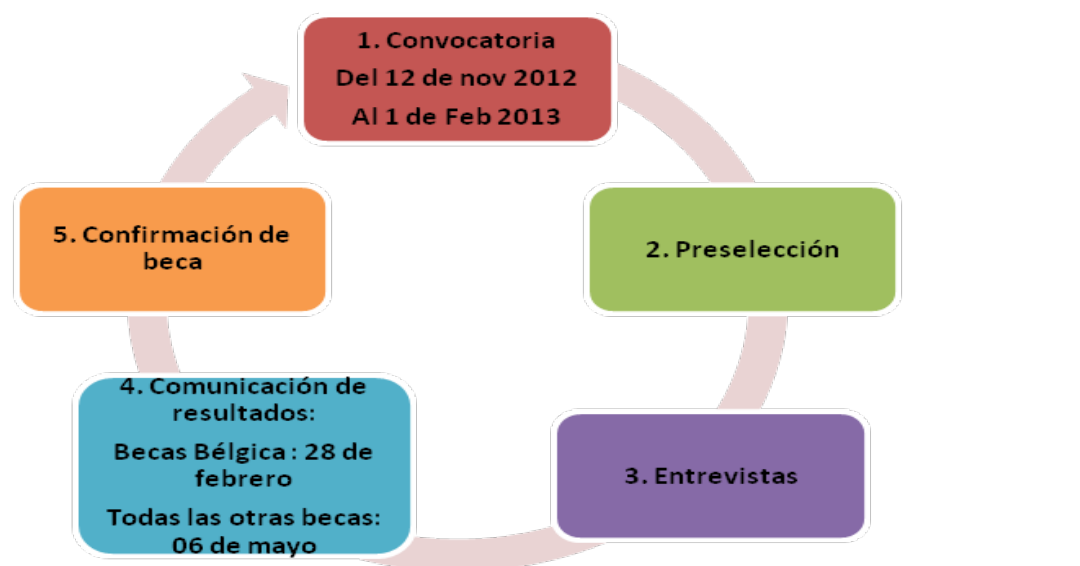 1. Convocatoria
Del 12 de nov 2012
Al 1 de Feb 2013
2. Preselección
3. Entrevistas
4. Comunicación de
resultados:
Becas Bélgica : 28 de
febrero
Todas las otras becas:
06 de mayo
5. Confirmación de
beca